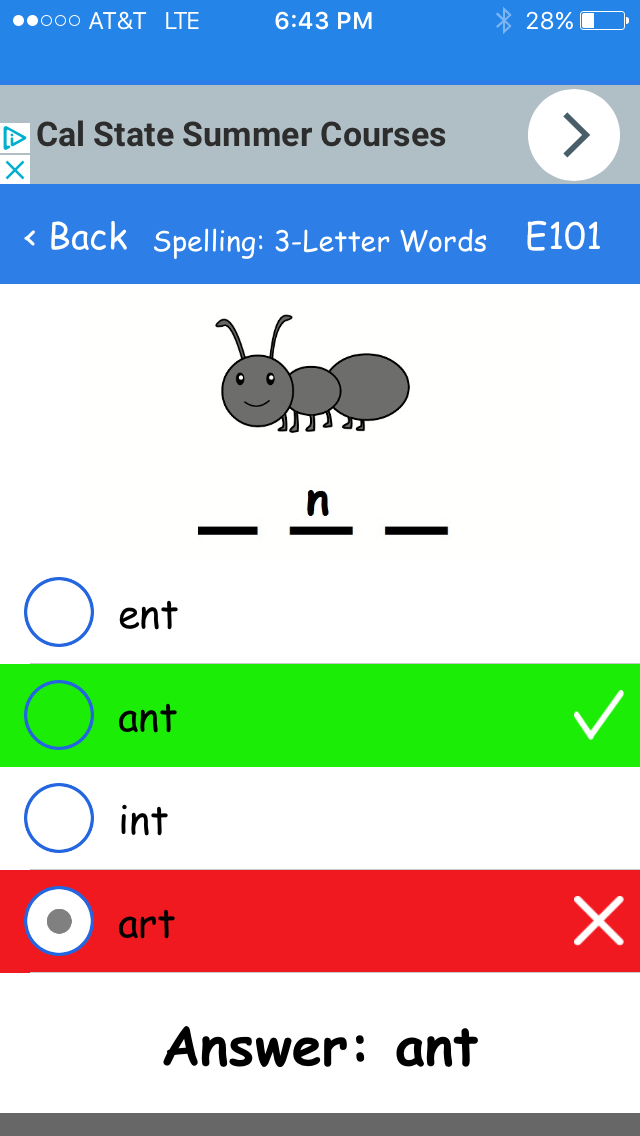 AT&T LTE 6:43 PM 28%
Cal State Summer Courses
< Back Spelling: 3-Letter Words E101
n
ent
ant
int
art
Answer: ant